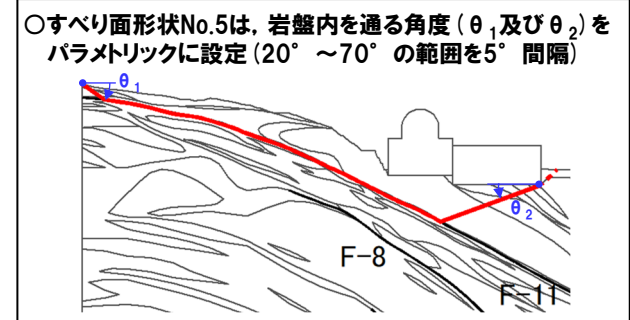 ○すべり面形状No.5は，岩盤内を通る角度（θ1及びθ2）を
パラメトリックに設定（20°～70°の範囲を5°間隔）
θ1
θ2
F-8
F-11